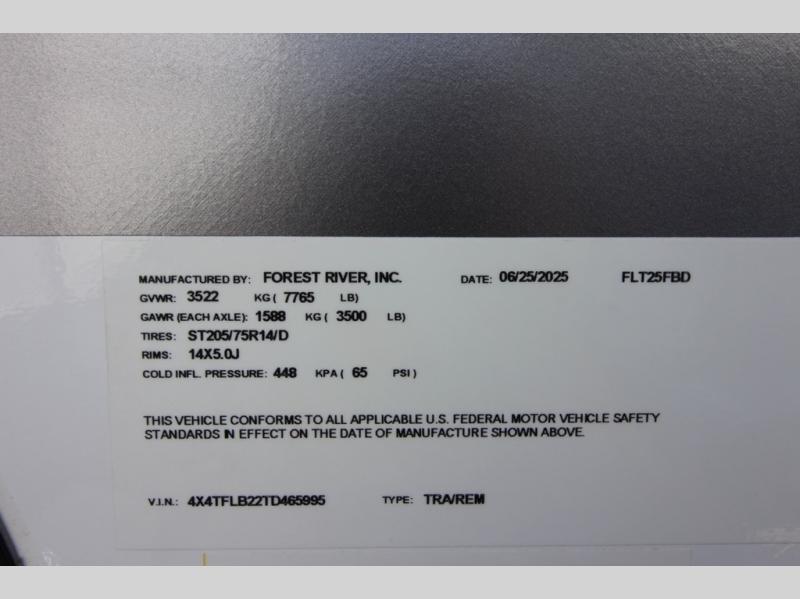 MANUFACTURED BY: FOREST RIVER, INC. DATE: 06/25/2025 FLT25FBD
GVWR: 3522 KG ( 7765 LB)
GAWR (EACH AXLE): 1588 KG ( 3500 LB)
TIRES: ST205/75R14/D
RIMS: 14X5.0J
COLD INFL. PRESSURE: 448 KPA ( 65 PSI )
THIS VEHICLE CONFORMS TO ALL APPLICABLE U.S. FEDERAL MOTOR VEHICLE SAFETY
STANDARDS IN EFFECT ON THE DATE OF MANUFACTURE SHOWN ABOVE.
V.I.N.: 4X4TFLB22TD465995 TYPE: TRA/REM